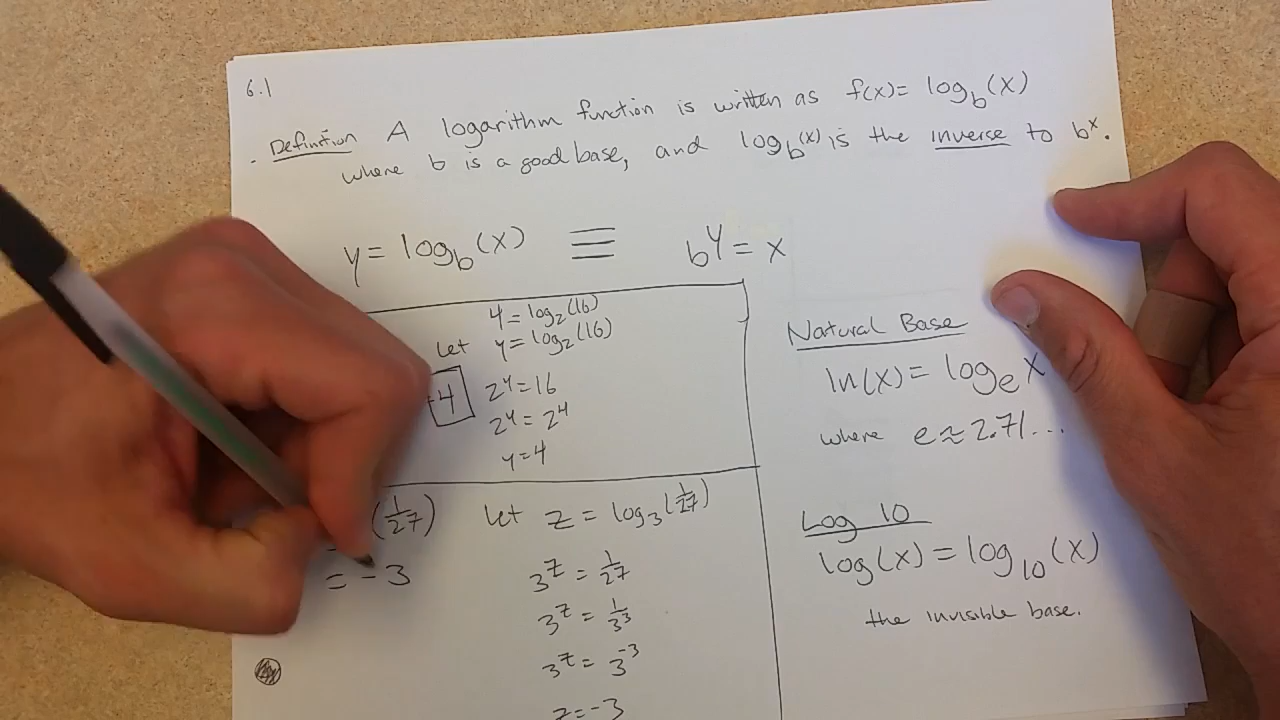 6.1
. Definition A logarithm function is written as f(x)= log_b(x)
where b is a good base, and log_b(x) is the inverse to b^x.
y = log_b(x) ≡ b^y = x
4 = log_2(16)
Let y = log_2(16)
4 2^y = 16
2^y = 2^4
y = 4
(1/27) Let z = log_3(1/27)
= -3
3^z = 1/27
3^z = 1/3^3
3^z = 3^-3
z = -3
Natural Base
ln(x) = log_e x
where e ≈ 2.71...
Log 10
log(x) = log_10(x)
the invisible base.